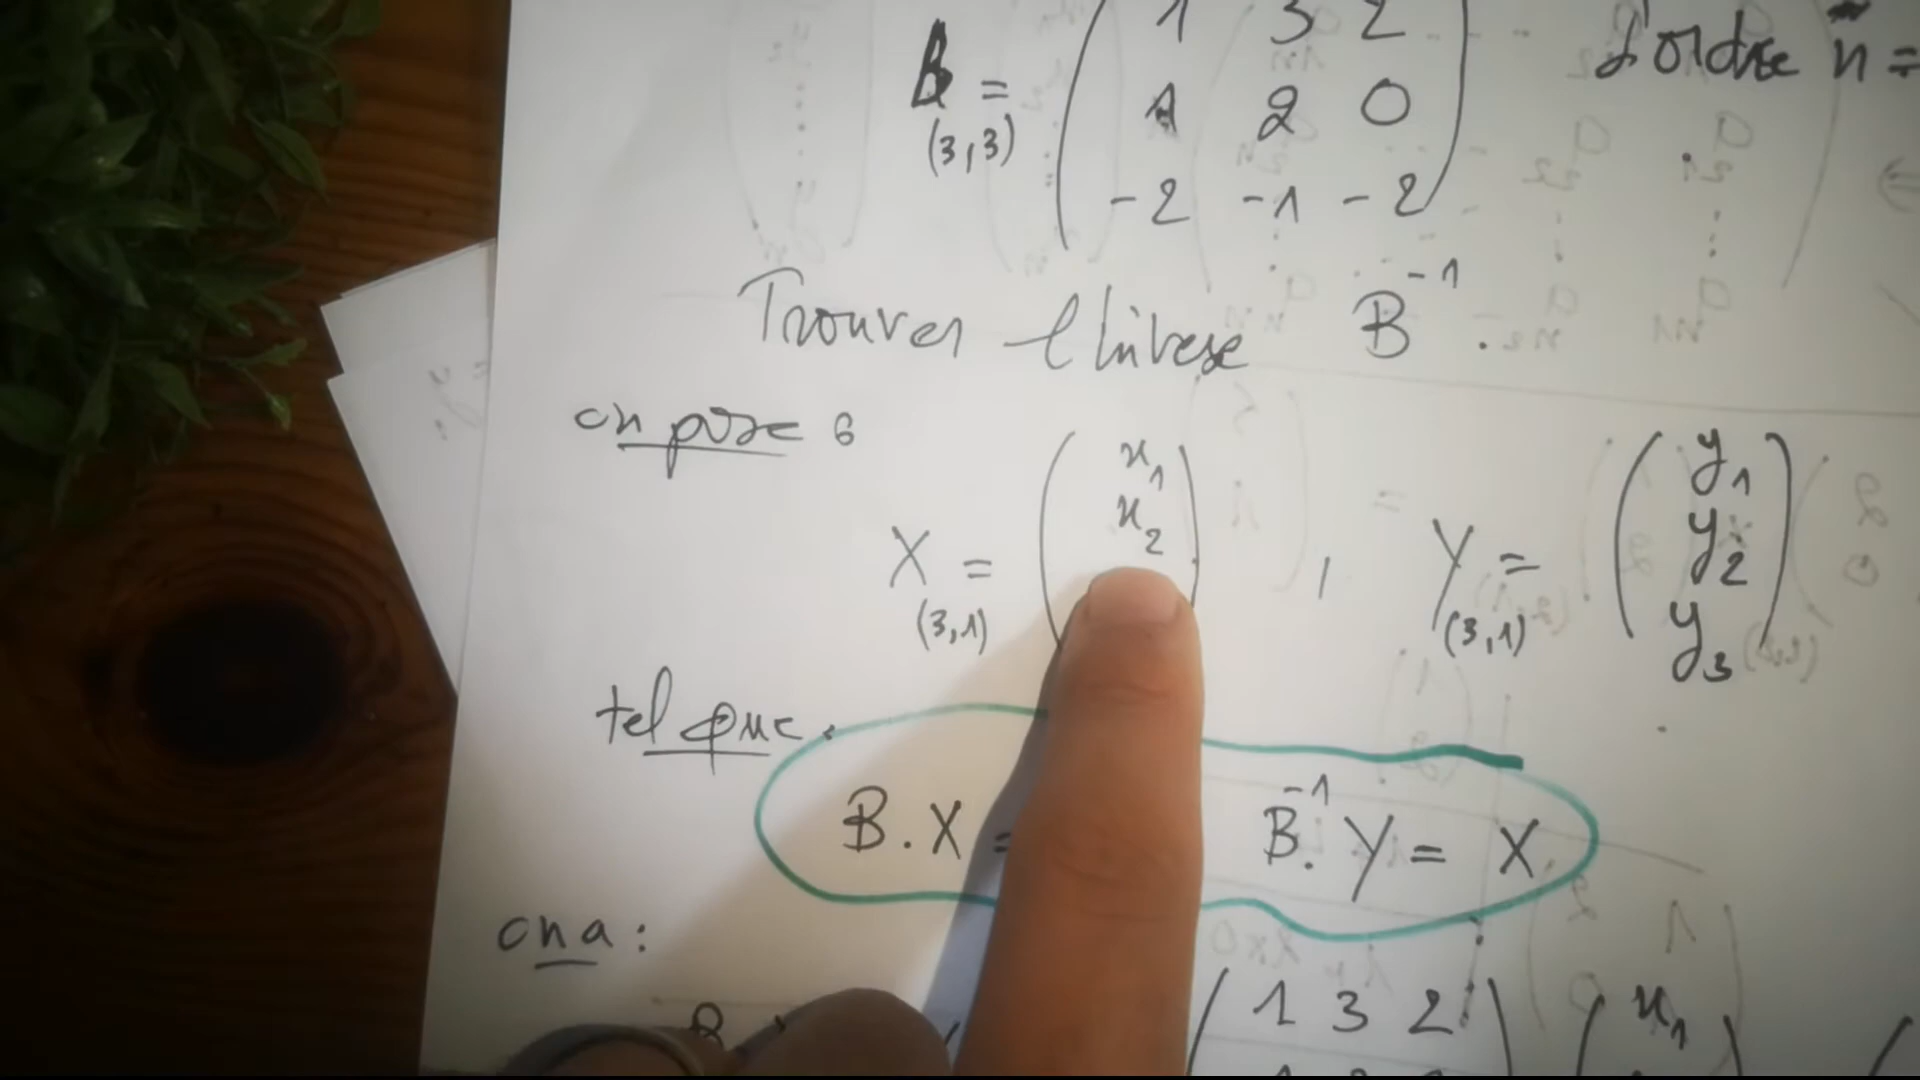 1 3 2
B = 1 2 0 d'ordre n =
(3,3)
-2 -1 -2
Trouver l'inverse B⁻¹.
on pose :
x₁ y₁
x₂ y₂
X = , Y =
(3,1) (3,1)
y₃
tel que.
B.X = B⁻¹. Y = X
on a :
1 3 2 x₁